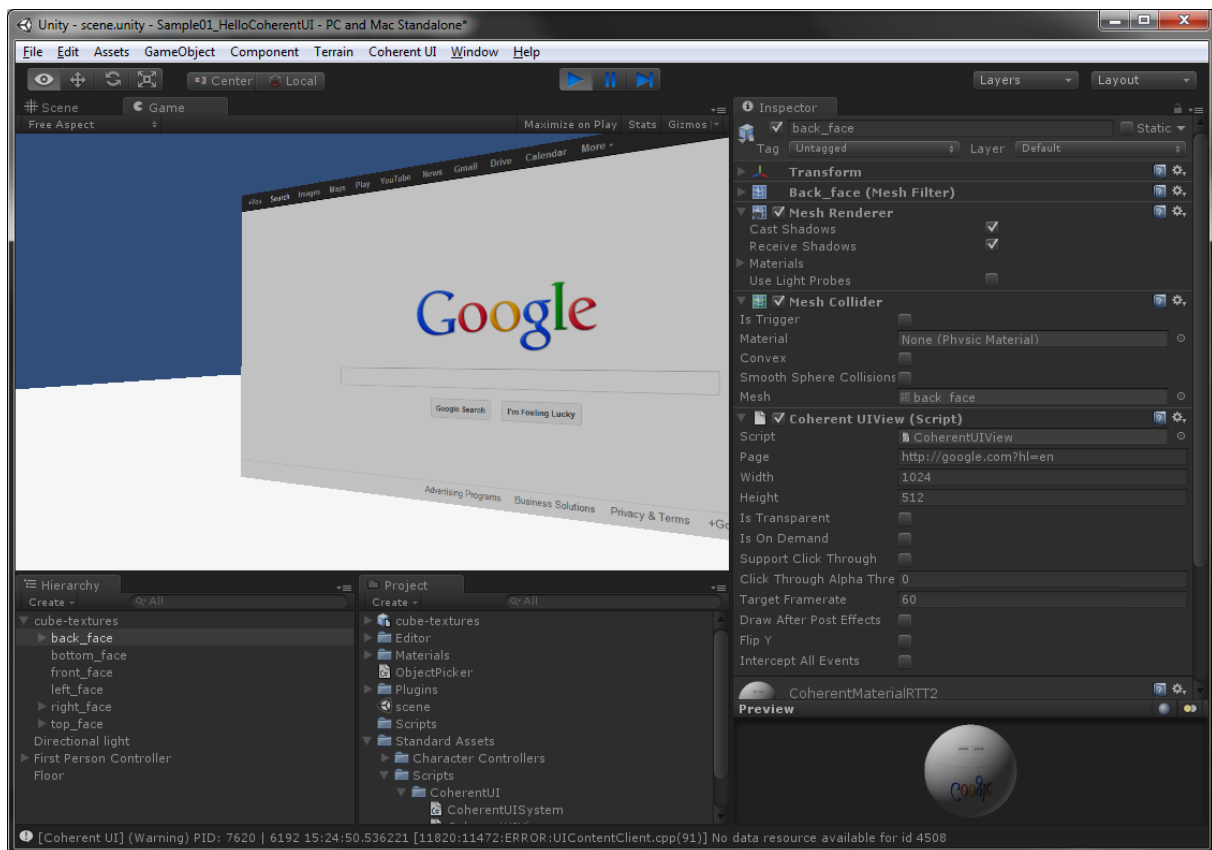 Unity - scene.unity - Sample01_HelloCoherentUI - PC and Mac Standalone*
File Edit Assets GameObject Component Terrain Coherent UI Window Help
Center Local Layers Layout
Scene Game
Free Aspect Maximize on Play Stats Gizmos
+You Search Images Maps Play YouTube News Gmail Drive Calendar More
Google
Google Search I'm Feeling Lucky
Advertising Programs Business Solutions Privacy & Terms +Go
Inspector
back_face Static
Tag Untagged Layer Default
Transform
Back_face (Mesh Filter)
Mesh Renderer
Cast Shadows
Receive Shadows
Materials
Use Light Probes
Mesh Collider
Is Trigger
Material None (Physic Material)
Convex
Smooth Sphere Collisions
Mesh back_face
Coherent UIView (Script)
Script CoherentUIView
Page http://google.com?hl=en
Width 1024
Height 512
Is Transparent
Is On Demand
Support Click Through
Click Through Alpha Thre 0
Target Framerate 60
Draw After Post Effects
Flip Y
Intercept All Events
CoherentMaterialRTT2
Preview
Google
Hierarchy
Create All
cube-textures
back_face
bottom_face
front_face
left_face
right_face
top_face
Directional light
First Person Controller
Floor
Project
Create All
cube-textures
Editor
Materials
ObjectPicker
Plugins
scene
Scripts
Standard Assets
Character Controllers
Scripts
CoherentUI
CoherentUISystem
[Coherent UI] (Warning) PID: 7620 | 6192 15:24:50.536221 [11820:11472:ERROR:UIContentClient.cpp(91)] No data resource available for id 4508